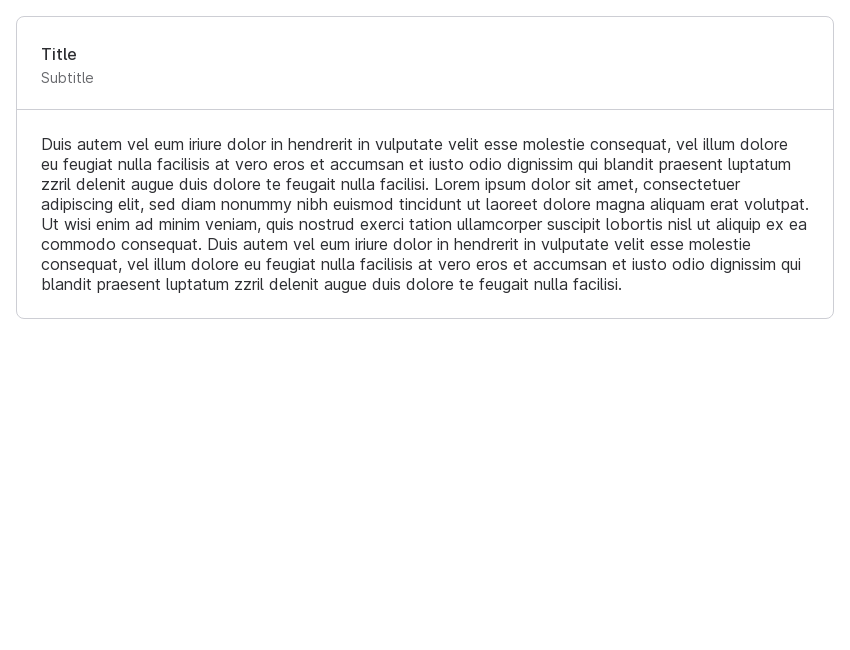 Title
Subtitle
Duis autem vel eum iriure dolor in hendrerit in vulputate velit esse molestie consequat, vel illum dolore
eu feugiat nulla facilisis at vero eros et accumsan et iusto odio dignissim qui blandit praesent luptatum
zzril delenit augue duis dolore te feugait nulla facilisi. Lorem ipsum dolor sit amet, consectetuer
adipiscing elit, sed diam nonummy nibh euismod tincidunt ut laoreet dolore magna aliquam erat volutpat.
Ut wisi enim ad minim veniam, quis nostrud exerci tation ullamcorper suscipit lobortis nisl ut aliquip ex ea
commodo consequat. Duis autem vel eum iriure dolor in hendrerit in vulputate velit esse molestie
consequat, vel illum dolore eu feugiat nulla facilisis at vero eros et accumsan et iusto odio dignissim qui
blandit praesent luptatum zzril delenit augue duis dolore te feugait nulla facilisi.